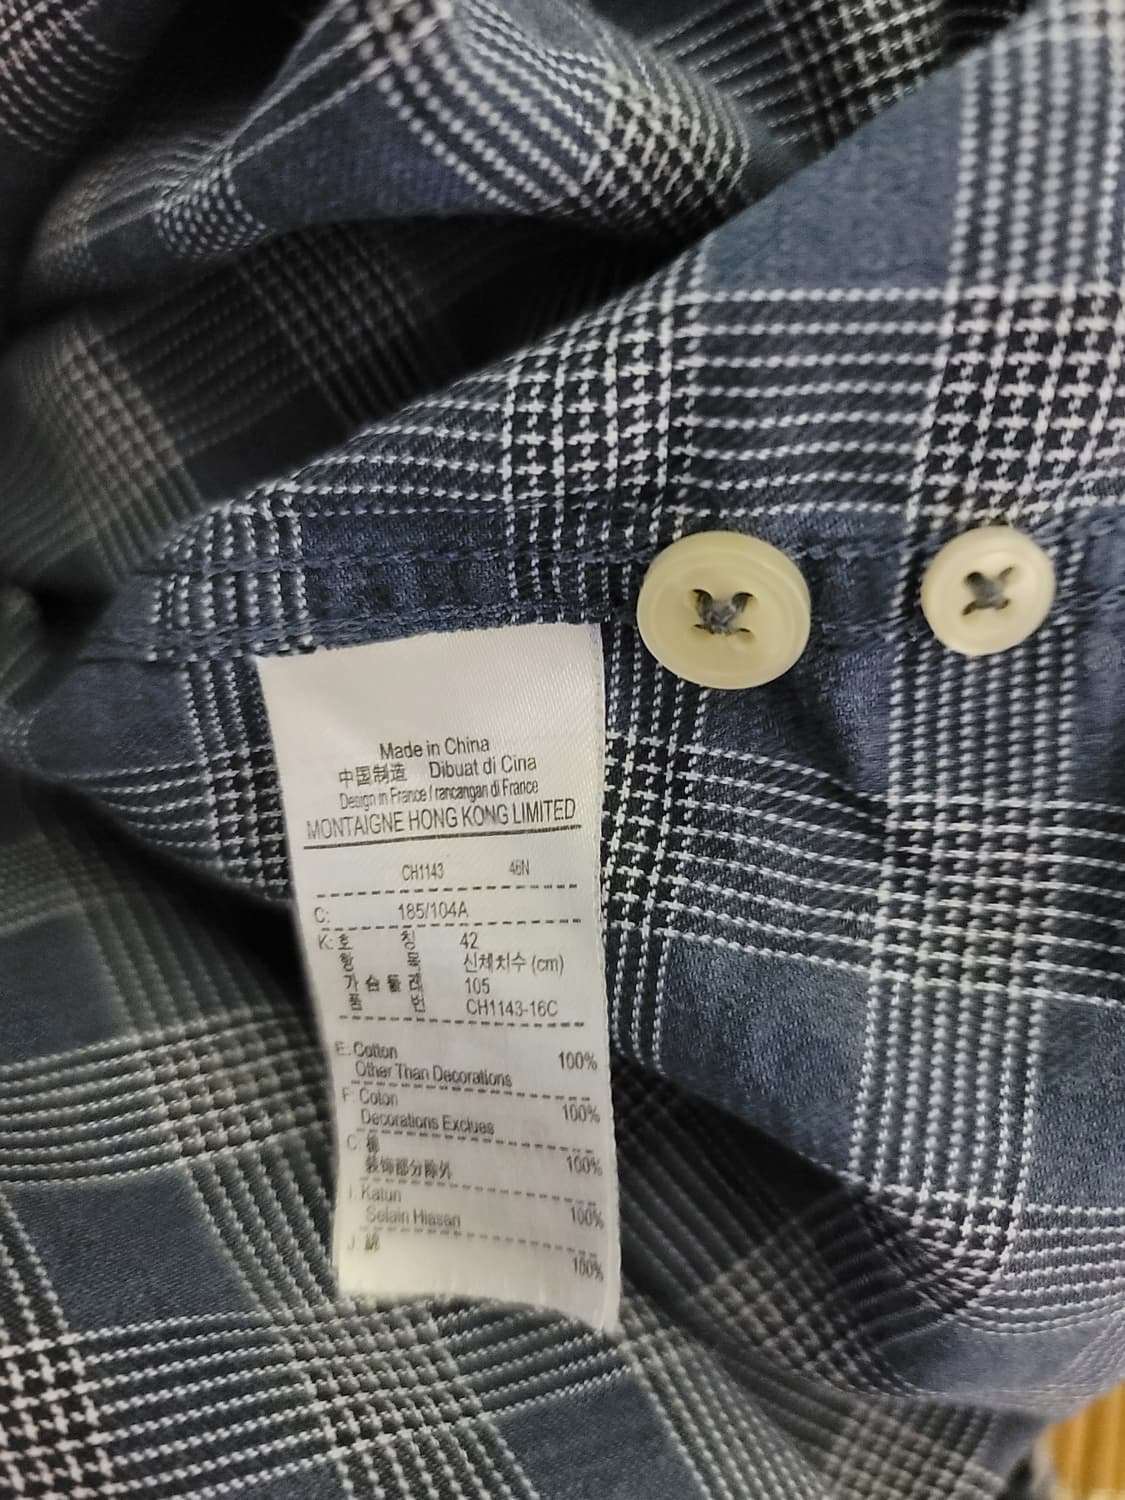 Made in China
中国制造 Dibuat di Cina
Design in France / rancangan di France
MONTAIGNE HONG KONG LIMITED
CH1143 46N
C: 185/104A
K: 호 칭 42
항 목 신체치수 (cm)
가슴둘레 105
품 번 CH1143-16C
E: Cotton 100%
Other Than Decorations
F: Coton 100%
Decorations Exclues
C 棉 100%
装饰部分除外
I: Katun 100%
Selain Hiasan
J: 綿 100%